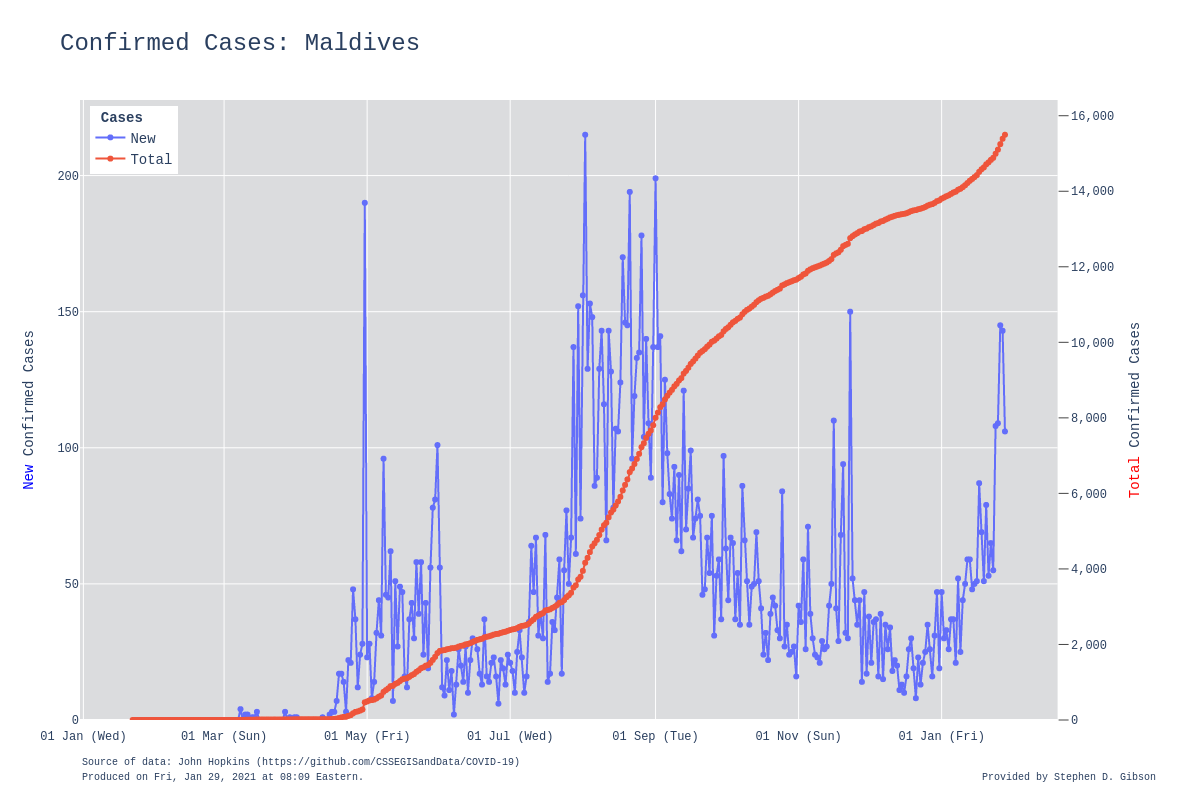 Confirmed Cases: Maldives
Cases
New
Total
200
150
100
50
0
16,000
14,000
12,000
10,000
8,000
6,000
4,000
2,000
0
New Confirmed Cases
Total Confirmed Cases
01 Jan (Wed) 01 Mar (Sun) 01 May (Fri) 01 Jul (Wed) 01 Sep (Tue) 01 Nov (Sun) 01 Jan (Fri)
Source of data: John Hopkins (https://github.com/CSSEGISandData/COVID-19)
Produced on Fri, Jan 29, 2021 at 08:09 Eastern.
Provided by Stephen D. Gibson